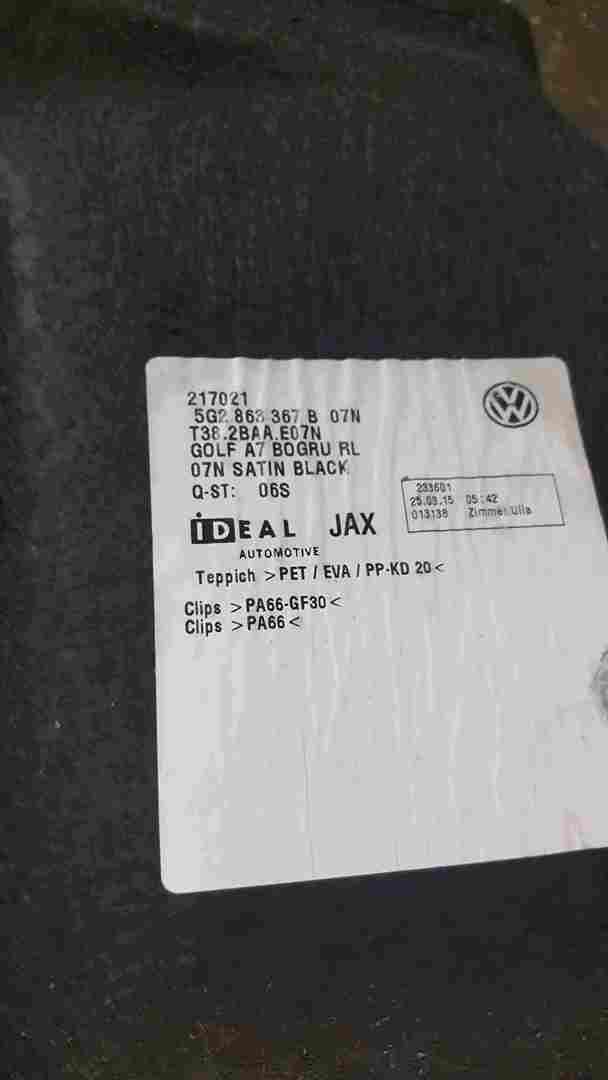 217021
5G2 863 367 B 07N
T38.2BAA.E07N
GOLF A7 BOGRU RL
07N SATIN BLACK
Q-ST: 06S
233601
25.03.15 05:42
013138 Zimmer.Ulla
iDEAL JAX
AUTOMOTIVE
Teppich >PET / EVA / PP-KD 20<
Clips >PA66-GF30<
Clips >PA66<